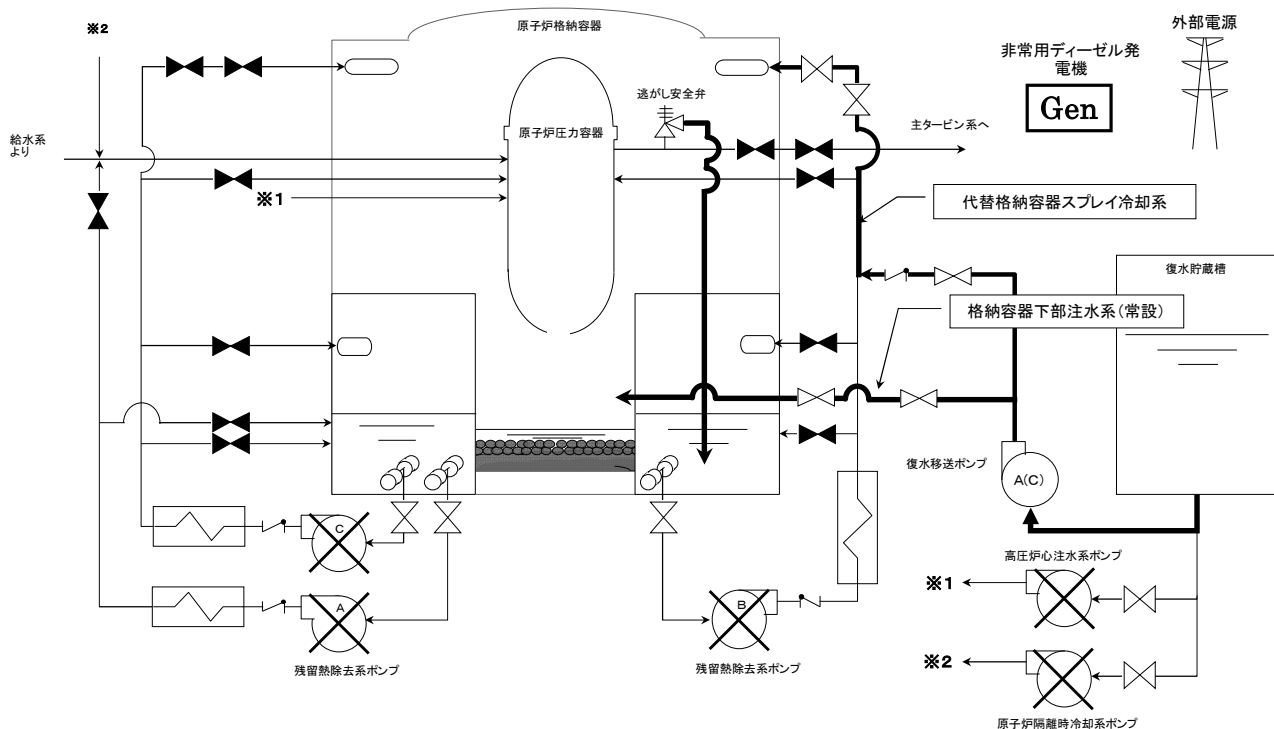 ※2
原子炉格納容器
外部電源
非常用ディーゼル発
電機
Gen
逃がし安全弁
給水系
より
原子炉圧力容器
主タービン系へ
※1
代替格納容器スプレイ冷却系
復水貯蔵槽
格納容器下部注水系(常設)
復水移送ポンプ
A(C)
C
高圧炉心注水系ポンプ
※1
A
B
残留熱除去系ポンプ
残留熱除去系ポンプ
※2
原子炉隔離時冷却系ポンプ